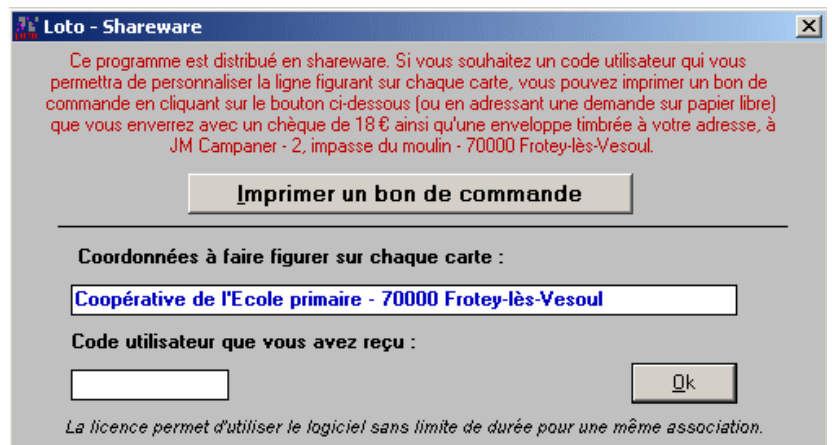 Loto - Shareware
Ce programme est distribué en shareware. Si vous souhaitez un code utilisateur qui vous
permettra de personnaliser la ligne figurant sur chaque carte, vous pouvez imprimer un bon de
commande en cliquant sur le bouton ci-dessous (ou en adressant une demande sur papier libre)
que vous enverrez avec un chèque de 18 € ainsi qu'une enveloppe timbrée à votre adresse, à
JM Campaner - 2, impasse du moulin - 70000 Frotey-lès-Vesoul.
Imprimer un bon de commande
Coordonnées à faire figurer sur chaque carte :
Coopérative de l'Ecole primaire - 70000 Frotey-lès-Vesoul
Code utilisateur que vous avez reçu :
Ok
La licence permet d'utiliser le logiciel sans limite de durée pour une même association.